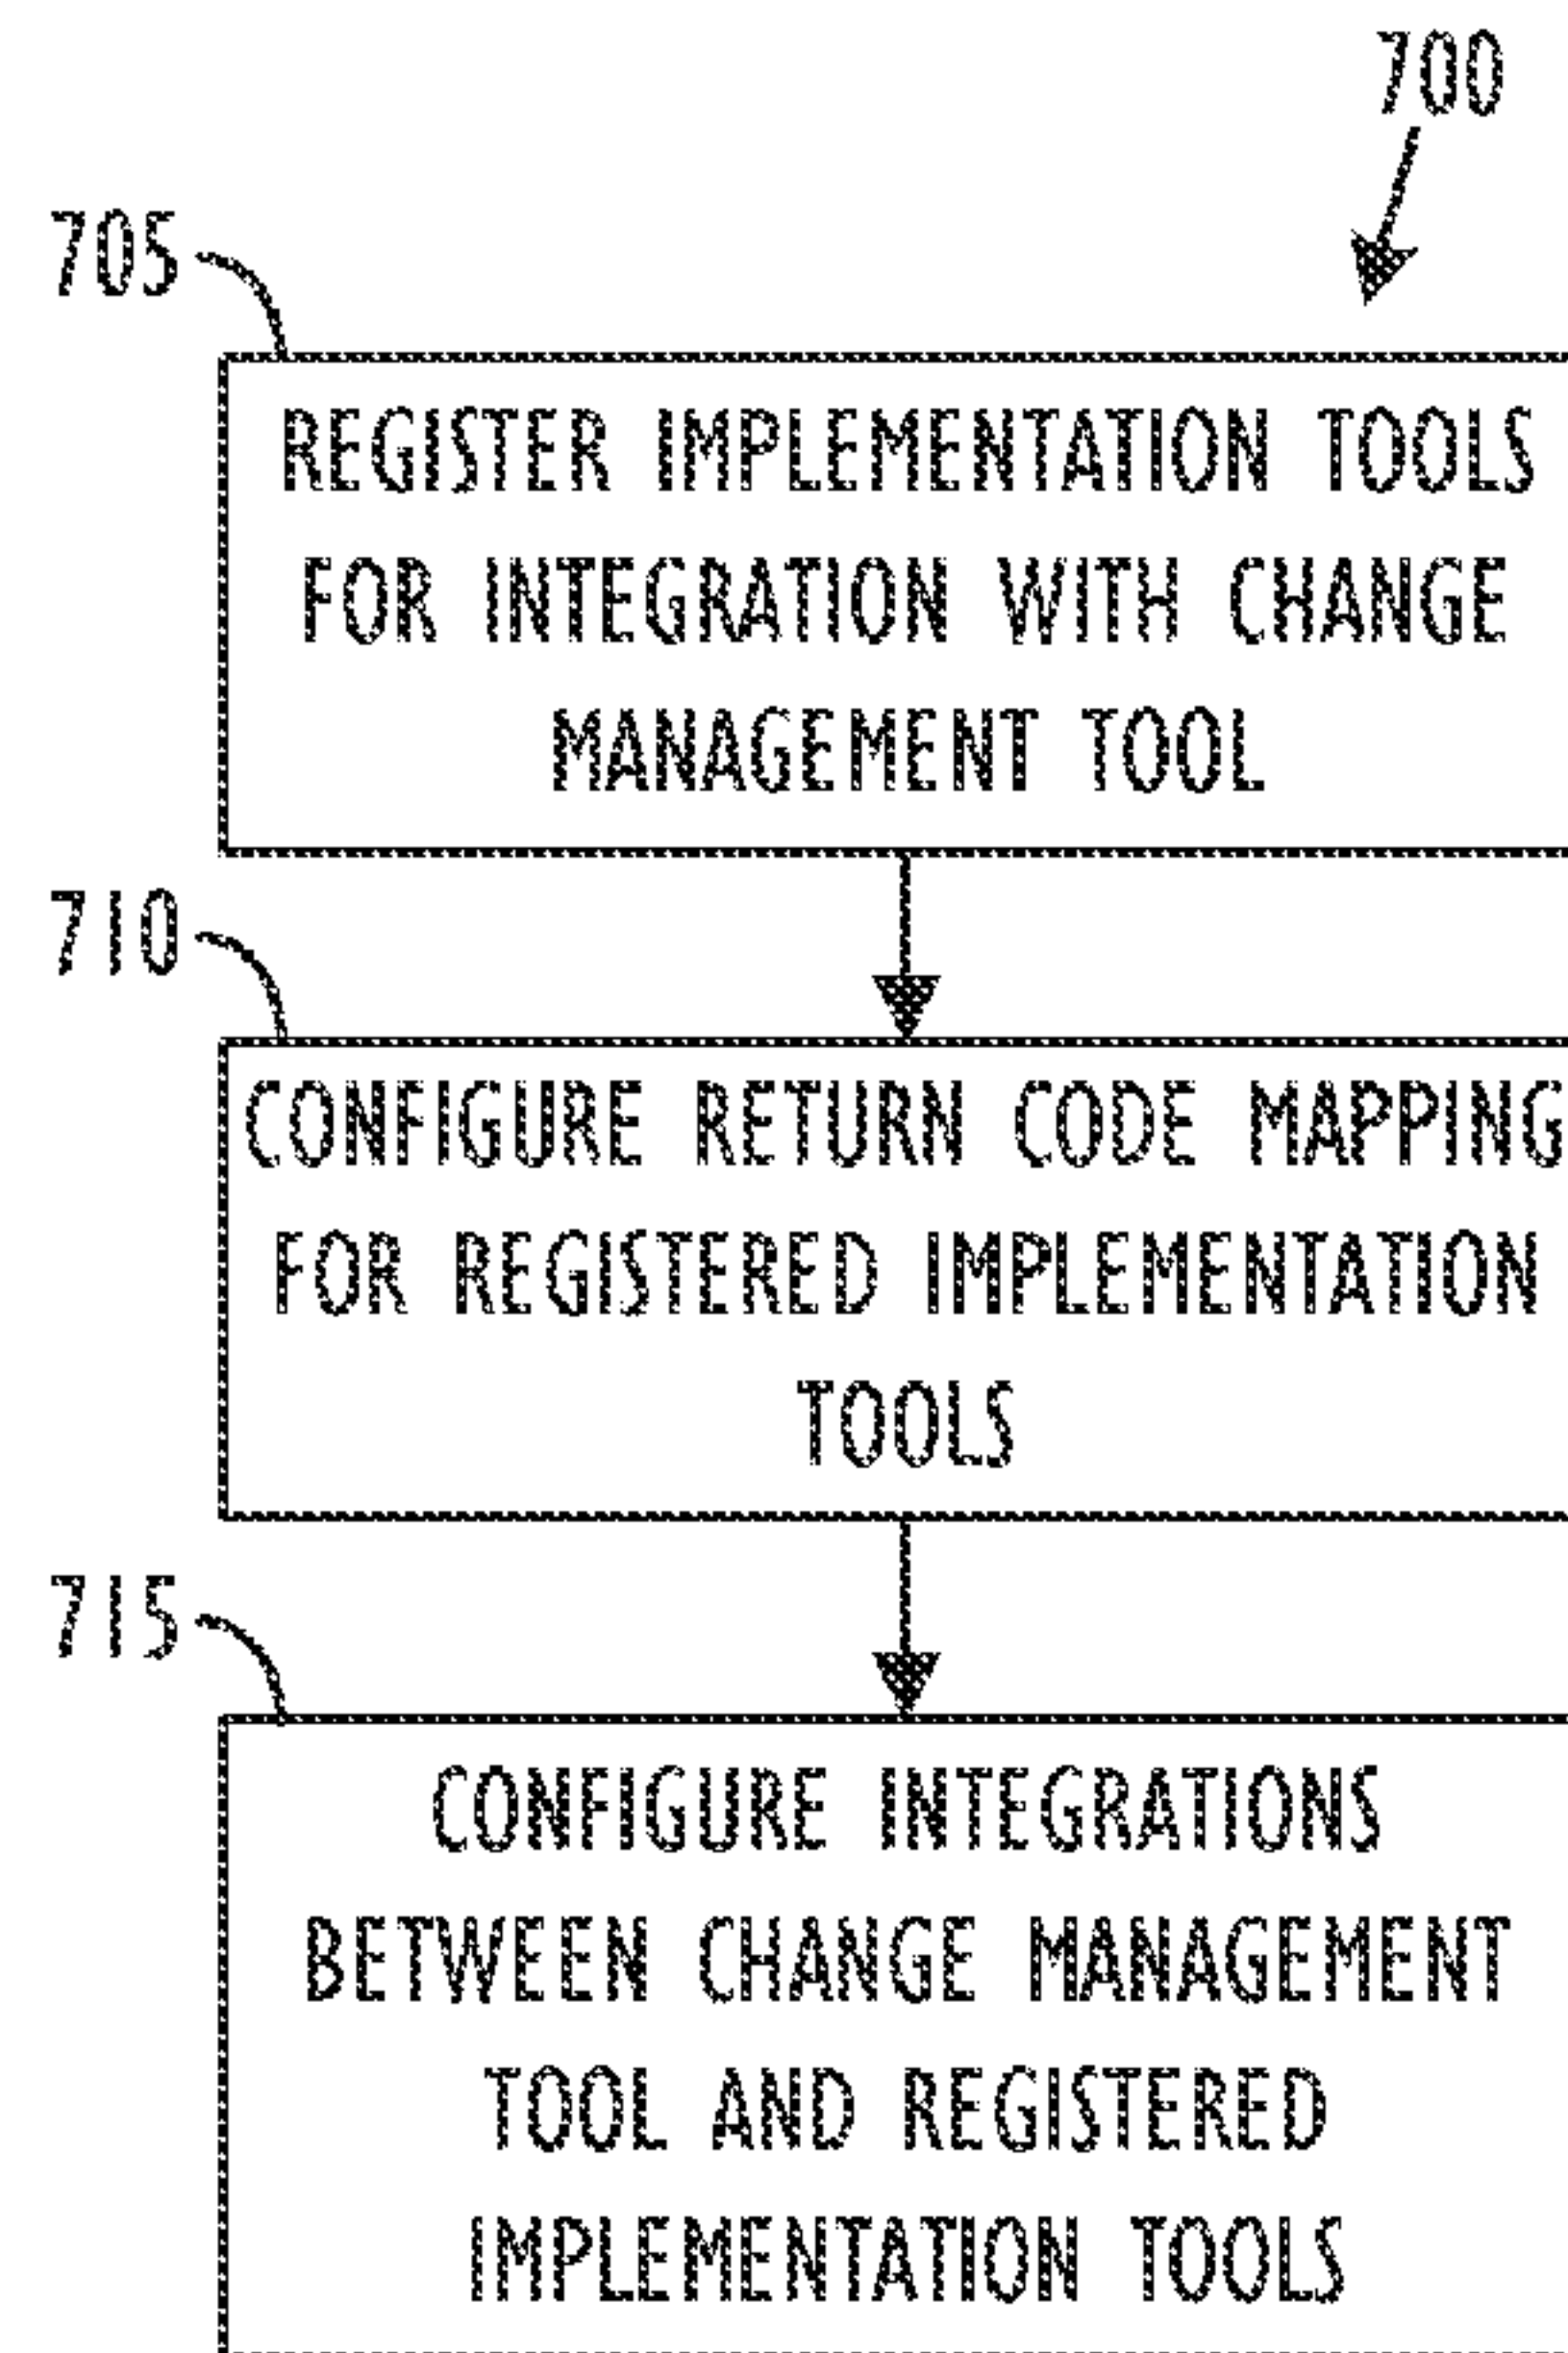 700
705
REGISTER IMPLEMENTATION TOOLS
FOR INTEGRATION WITH CHANGE
MANAGEMENT TOOL
710
CONFIGURE RETURN CODE MAPPING
FOR REGISTERED IMPLEMENTATION
TOOLS
715
CONFIGURE INTEGRATIONS
BETWEEN CHANGE MANAGEMENT
TOOL AND REGISTERED
IMPLEMENTATION TOOLS